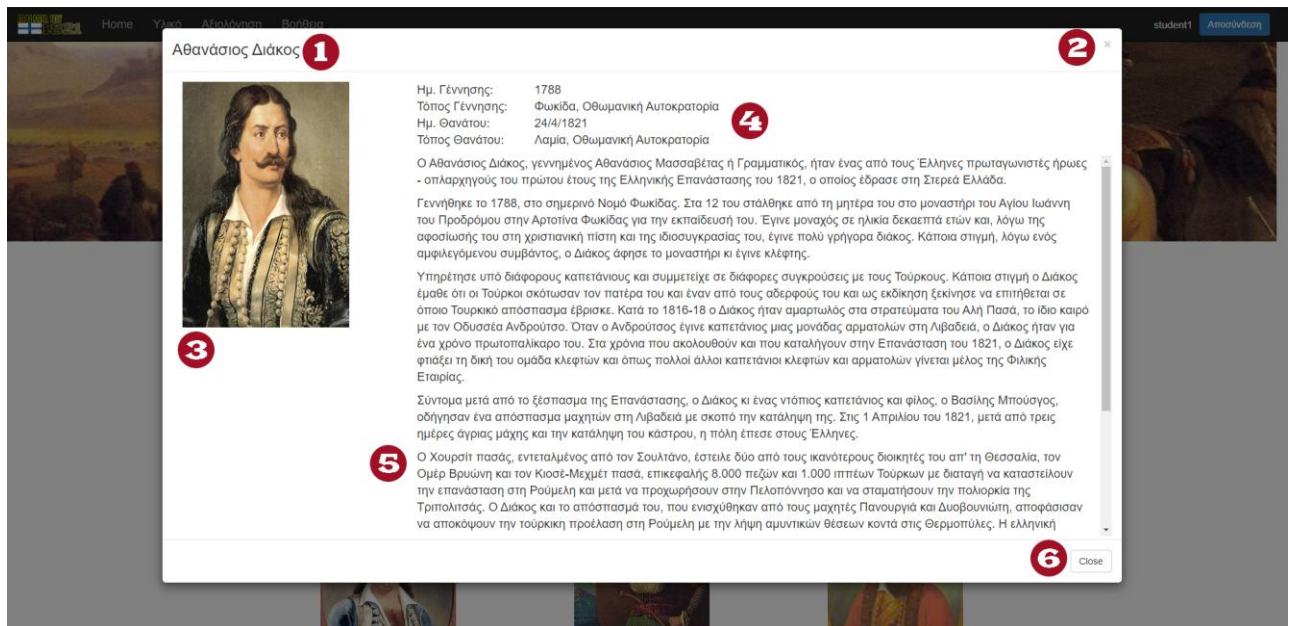 1821
Home Υλικό Αξιολόγηση Βοήθεια student1 Αποσύνδεση
Αθανάσιος Διάκος 1 2 ×
Ημ. Γέννησης: 1788
Τόπος Γέννησης: Φωκίδα, Οθωμανική Αυτοκρατορία
Ημ. Θανάτου: 24/4/1821
4
Τόπος Θανάτου: Λαμία, Οθωμανική Αυτοκρατορία
Ο Αθανάσιος Διάκος, γεννημένος Αθανάσιος Μασσαβέτας ή Γραμματικός, ήταν ένας από τους Έλληνες πρωταγωνιστές ήρωες
- οπλαρχηγούς του πρώτου έτους της Ελληνικής Επανάστασης του 1821, ο οποίος έδρασε στη Στερεά Ελλάδα.
Γεννήθηκε το 1788, στο σημερινό Νομό Φωκίδας. Στα 12 του στάλθηκε από τη μητέρα του στο μοναστήρι του Αγίου Ιωάννη
του Προδρόμου στην Αρτοτίνα Φωκίδας για την εκπαίδευσή του. Έγινε μοναχός σε ηλικία δεκαεπτά ετών και, λόγω της
αφοσίωσής του στη χριστιανική πίστη και της ιδιοσυγκρασίας του, έγινε πολύ γρήγορα διάκος. Κάποια στιγμή, λόγω ενός
αμφιλεγόμενου συμβάντος, ο Διάκος άφησε το μοναστήρι κι έγινε κλέφτης.
Υπηρέτησε υπό διάφορους καπετάνιους και συμμετείχε σε διάφορες συγκρούσεις με τους Τούρκους. Κάποια στιγμή ο Διάκος
έμαθε ότι οι Τούρκοι σκότωσαν τον πατέρα του και έναν από τους αδερφούς του και ως εκδίκηση ξεκίνησε να επιτήθεται σε
όποιο Τουρκικό απόσπασμα έβρισκε. Κατά το 1816-18 ο Διάκος ήταν αμαρτωλός στα στρατεύματα του Αλή Πασά, το ίδιο καιρό
με τον Οδυσσέα Ανδρούτσο. Όταν ο Ανδρούτσος έγινε καπετάνιος μιας μονάδας αρματολών στη Λιβαδειά, ο Διάκος ήταν για
ένα χρόνο πρωτοπαλίκαρο του. Στα χρόνια που ακολουθούν και που καταλήγουν στην Επανάσταση του 1821, ο Διάκος είχε
3
φτιάξει τη δική του ομάδα κλεφτών και όπως πολλοί άλλοι καπετάνιοι κλεφτών και αρματολών γίνεται μέλος της Φιλικής
Εταιρίας.
Σύντομα μετά από το ξέσπασμα της Επανάστασης, ο Διάκος κι ένας ντόπιος καπετάνιος και φίλος, ο Βασίλης Μπούσγος,
οδήγησαν ένα απόσπασμα μαχητών στη Λιβαδειά με σκοπό την κατάληψη της. Στις 1 Απριλίου του 1821, μετά από τρεις
ημέρες άγριας μάχης και την κατάληψη του κάστρου, η πόλη έπεσε στους Έλληνες.
5 Ο Χουρσίτ πασάς, εντεταλμένος από τον Σουλτάνο, έστειλε δύο από τους ικανότερους διοικητές του απ' τη Θεσσαλία, τον
Ομέρ Βρυώνη και τον Κιοσέ-Μεχμέτ πασά, επικεφαλής 8.000 πεζών και 1.000 ιππέων Τούρκων με διαταγή να καταστείλουν
την επανάσταση στη Ρούμελη και μετά να προχωρήσουν στην Πελοπόννησο και να σταματήσουν την πολιορκία της
Τριπολιτσάς. Ο Διάκος και το απόσπασμά του, που ενισχύθηκαν από τους μαχητές Πανουργιά και Δυοβουνιώτη, αποφάσισαν
να αποκόψουν την τούρκικη προέλαση στη Ρούμελη με την λήψη αμυντικών θέσεων κοντά στις Θερμοπύλες. Η ελληνική
6 Close